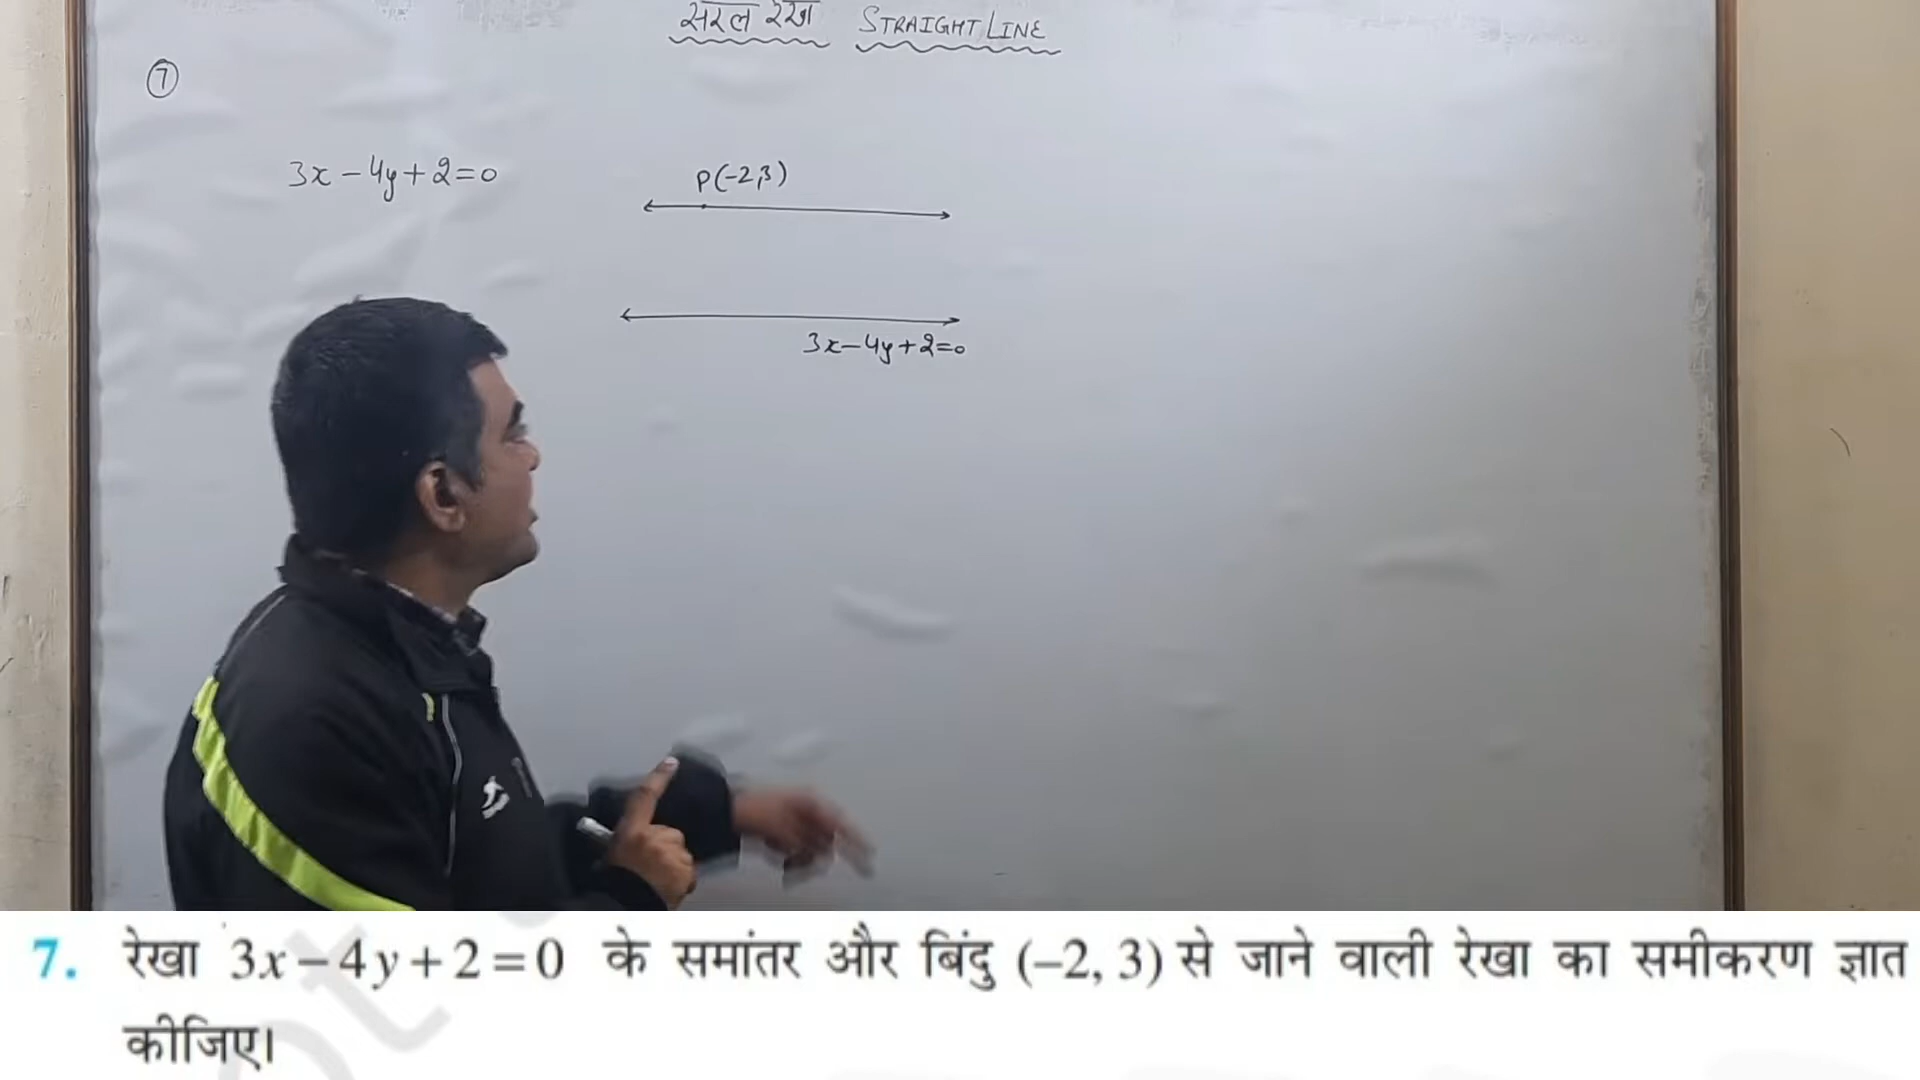 सरल रेखा STRAIGHT LINE
7
3x-4y+2=0
P(-2,3)
3x-4y+2=0
7. रेखा 3x-4y+2=0 के समांतर और बिंदु (–2, 3) से जाने वाली रेखा का समीकरण ज्ञात
कीजिए।